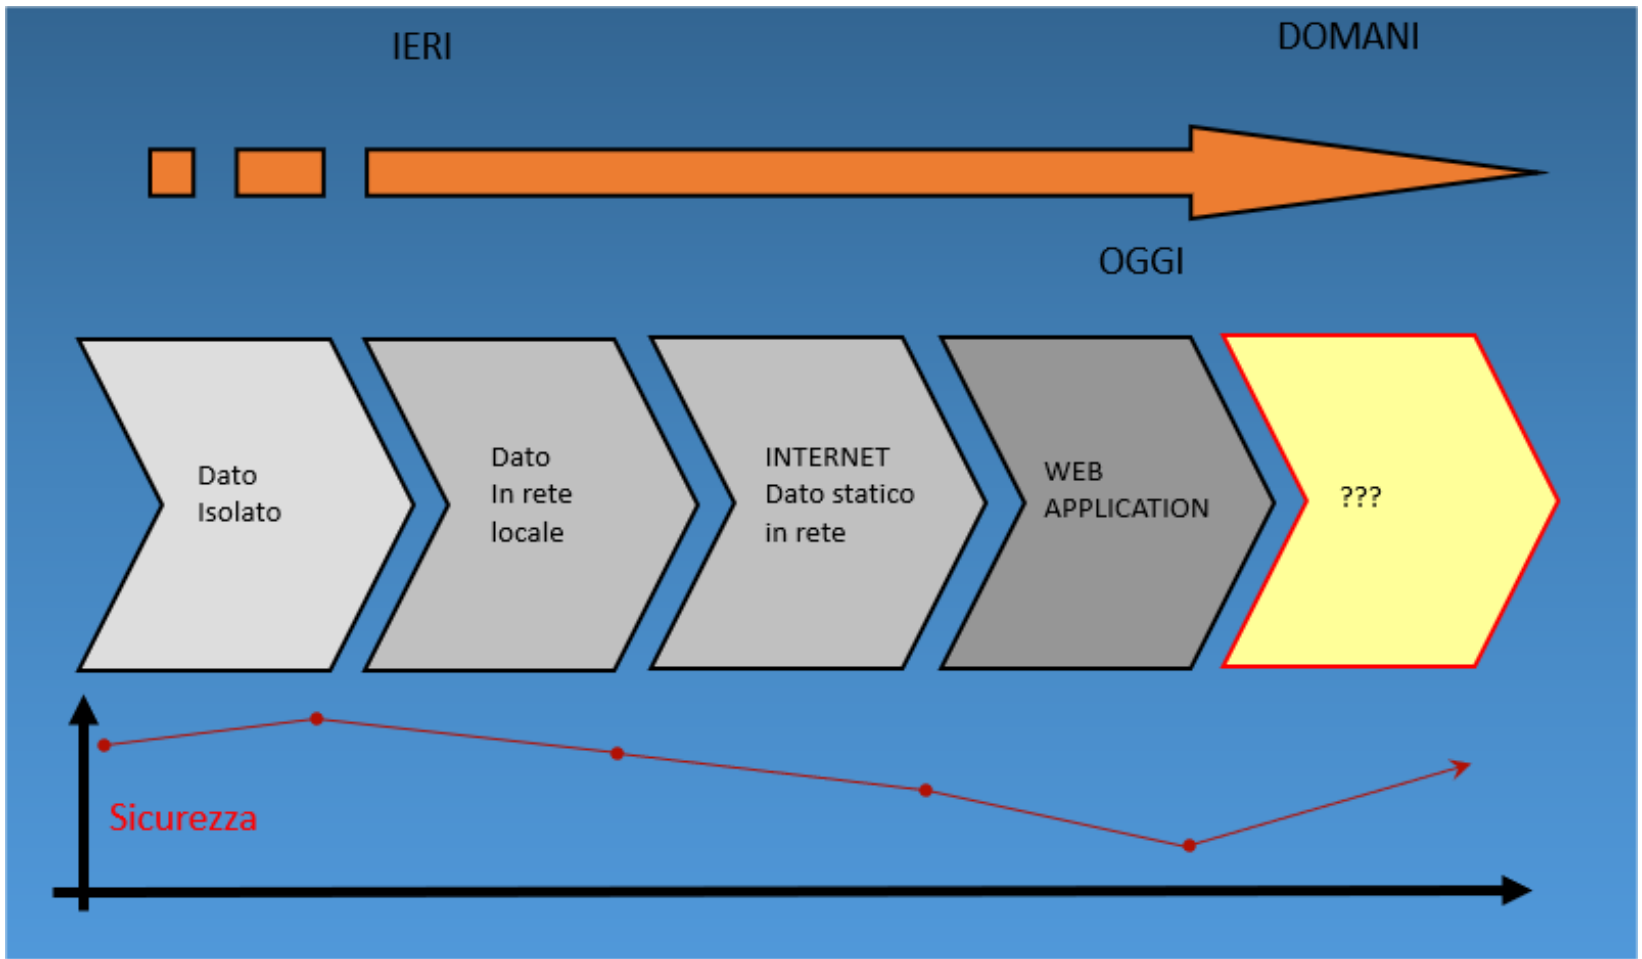 IERI
DOMANI
OGGI
Dato
Isolato
Dato
In rete
locale
INTERNET
Dato statico
in rete
WEB
APPLICATION
???
Sicurezza